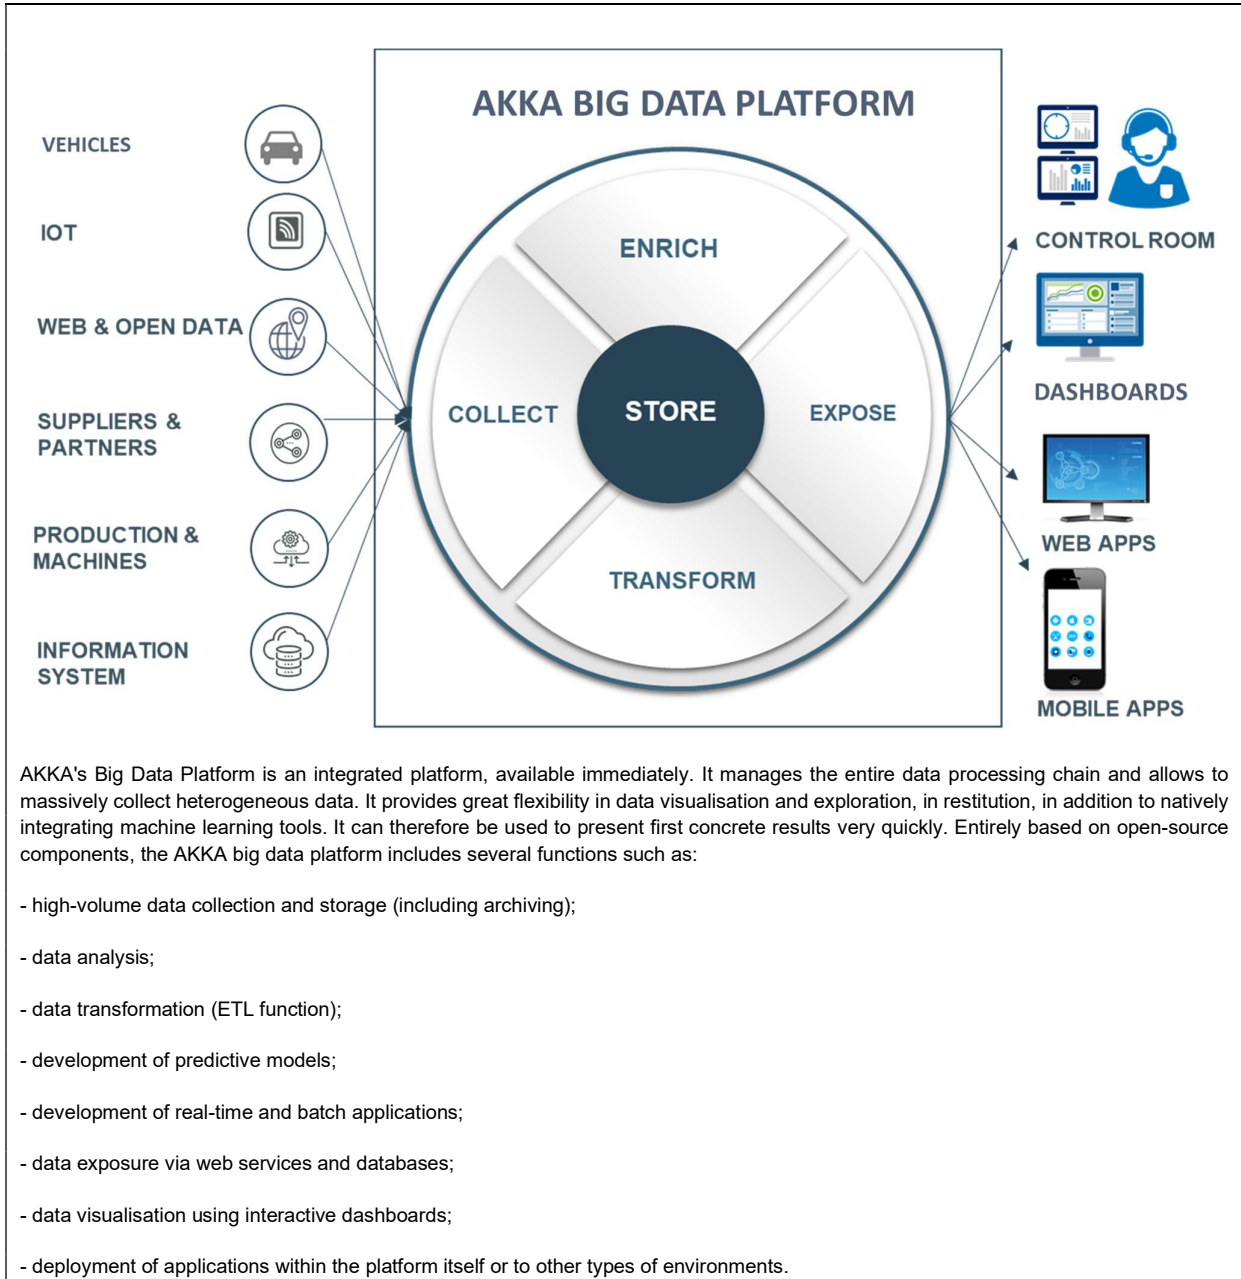 AKKA BIG DATA PLATFORM
VEHICLES
IOT
WEB & OPEN DATA
SUPPLIERS &
PARTNERS
PRODUCTION &
MACHINES
INFORMATION
SYSTEM
ENRICH
COLLECT
STORE
EXPOSE
TRANSFORM
CONTROL ROOM
DASHBOARDS
WEB APPS
MOBILE APPS
AKKA's Big Data Platform is an integrated platform, available immediately. It manages the entire data processing chain and allows to
massively collect heterogeneous data. It provides great flexibility in data visualisation and exploration, in restitution, in addition to natively
integrating machine learning tools. It can therefore be used to present first concrete results very quickly. Entirely based on open-source
components, the AKKA big data platform includes several functions such as:
- high-volume data collection and storage (including archiving);
- data analysis;
- data transformation (ETL function);
- development of predictive models;
- development of real-time and batch applications;
- data exposure via web services and databases;
- data visualisation using interactive dashboards;
- deployment of applications within the platform itself or to other types of environments.